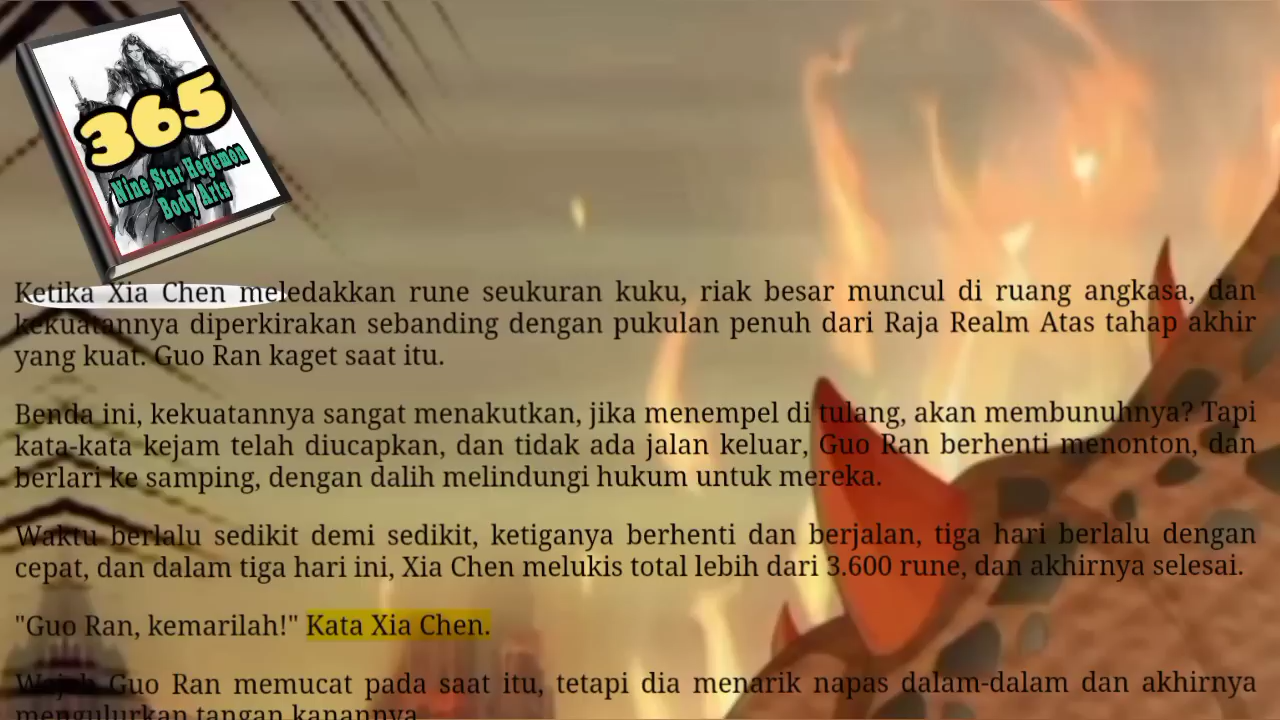 365
Nine Star Hegemon
Body Arts
Ketika Xia Chen meledakkan rune seukuran kuku, riak besar muncul di ruang angkasa, dan
kekuatannya diperkirakan sebanding dengan pukulan penuh dari Raja Realm Atas tahap akhir
yang kuat. Guo Ran kaget saat itu.
Benda ini, kekuatannya sangat menakutkan, jika menempel di tulang, akan membunuhnya? Tapi
kata-kata kejam telah diucapkan, dan tidak ada jalan keluar, Guo Ran berhenti menonton, dan
berlari ke samping, dengan dalih melindungi hukum untuk mereka.
Waktu berlalu sedikit demi sedikit, ketiganya berhenti dan berjalan, tiga hari berlalu dengan
cepat, dan dalam tiga hari ini, Xia Chen melukis total lebih dari 3.600 rune, dan akhirnya selesai.
"Guo Ran, kemarilah!" Kata Xia Chen.
Wajah Guo Ran memucat pada saat itu, tetapi dia menarik napas dalam-dalam dan akhirnya
mengulurkan tangan kanannya.